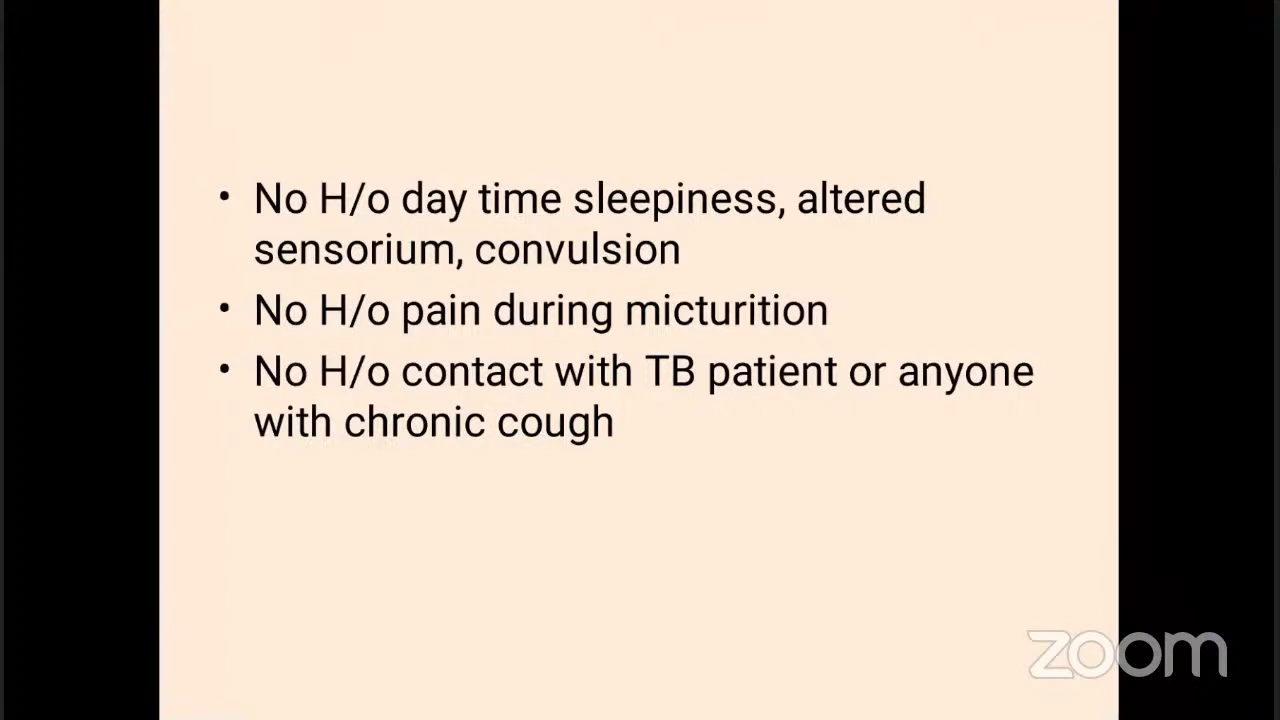 • No H/o day time sleepiness, altered
sensorium, convulsion
• No H/o pain during micturition
• No H/o contact with TB patient or anyone
with chronic cough
zoom